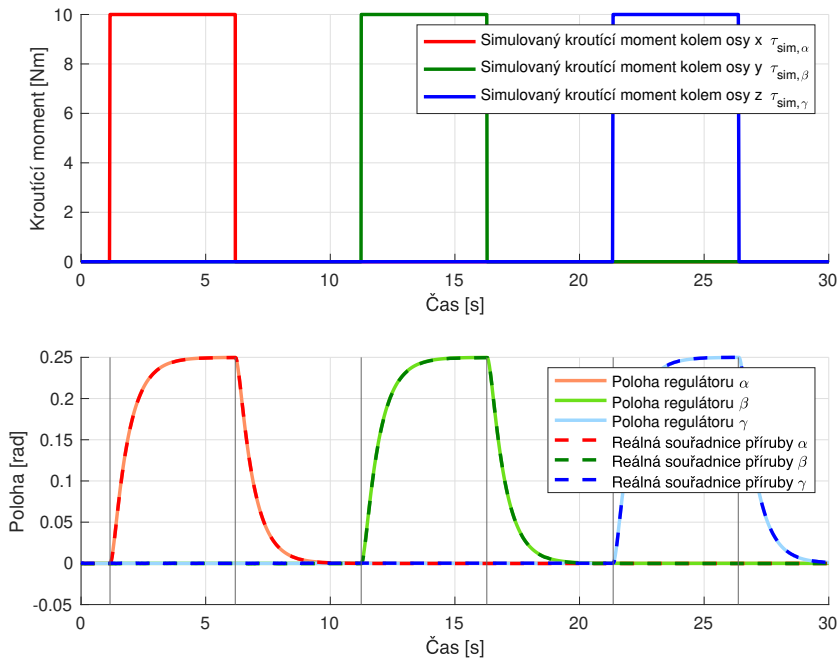 10
8
6
4
2
0
Kroutící moment [Nm]
Simulovaný kroutící moment kolem osy x τsim,α
Simulovaný kroutící moment kolem osy y τsim,β
Simulovaný kroutící moment kolem osy z τsim,γ
0 5 10 15 20 25 30
Čas [s]
0.25
0.2
0.15
0.1
0.05
0
-0.05
Poloha [rad]
Poloha regulátoru α
Poloha regulátoru β
Poloha regulátoru γ
Reálná souřadnice příruby α
Reálná souřadnice příruby β
Reálná souřadnice příruby γ
0 5 10 15 20 25 30
Čas [s]